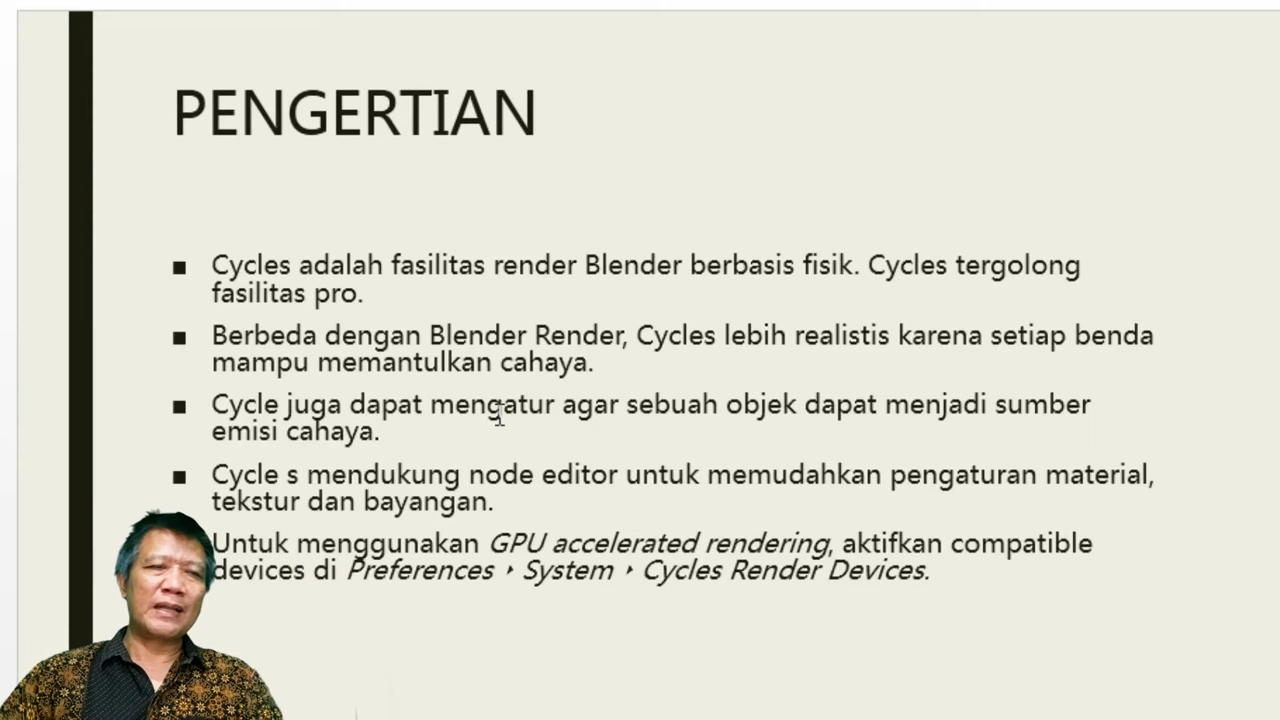 PENGERTIAN
Cycles adalah fasilitas render Blender berbasis fisik. Cycles tergolong
fasilitas pro.
Berbeda dengan Blender Render, Cycles lebih realistis karena setiap benda
mampu memantulkan cahaya.
Cycle juga dapat mengatur agar sebuah objek dapat menjadi sumber
emisi cahaya.
Cycle s mendukung node editor untuk memudahkan pengaturan material,
tekstur dan bayangan.
Untuk menggunakan GPU accelerated rendering, aktifkan compatible
devices di Preferences ‣ System ‣ Cycles Render Devices.